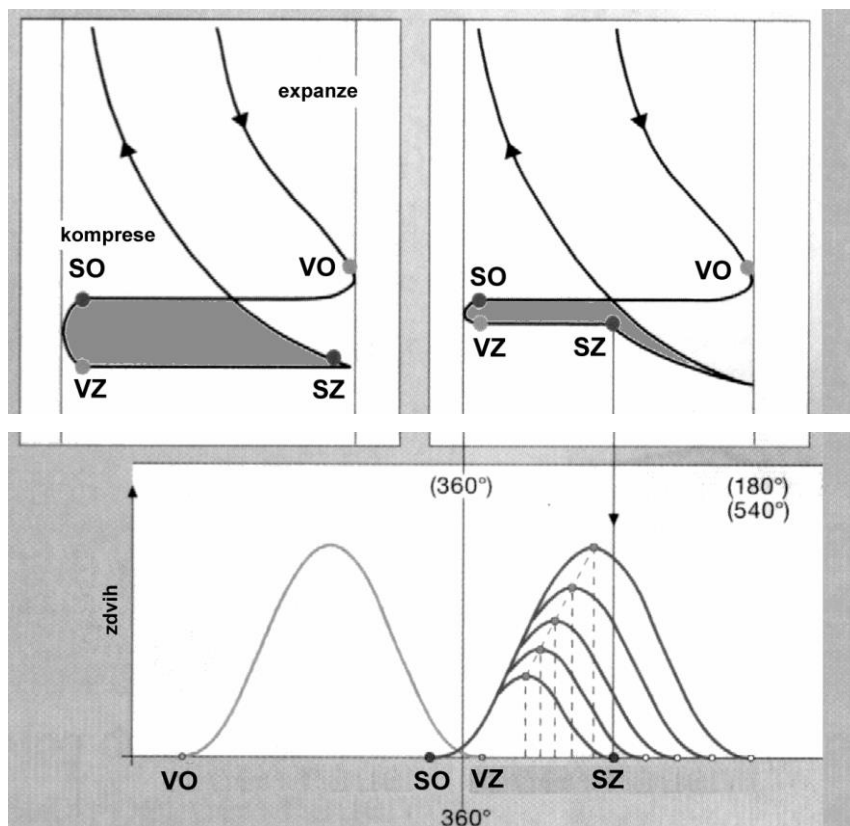 expanze
komprese
SO
VO
VZ
SZ
SO
VO
VZ
SZ
(360°)
(180°)
(540°)
zdvih
VO
SO
VZ
SZ
360°